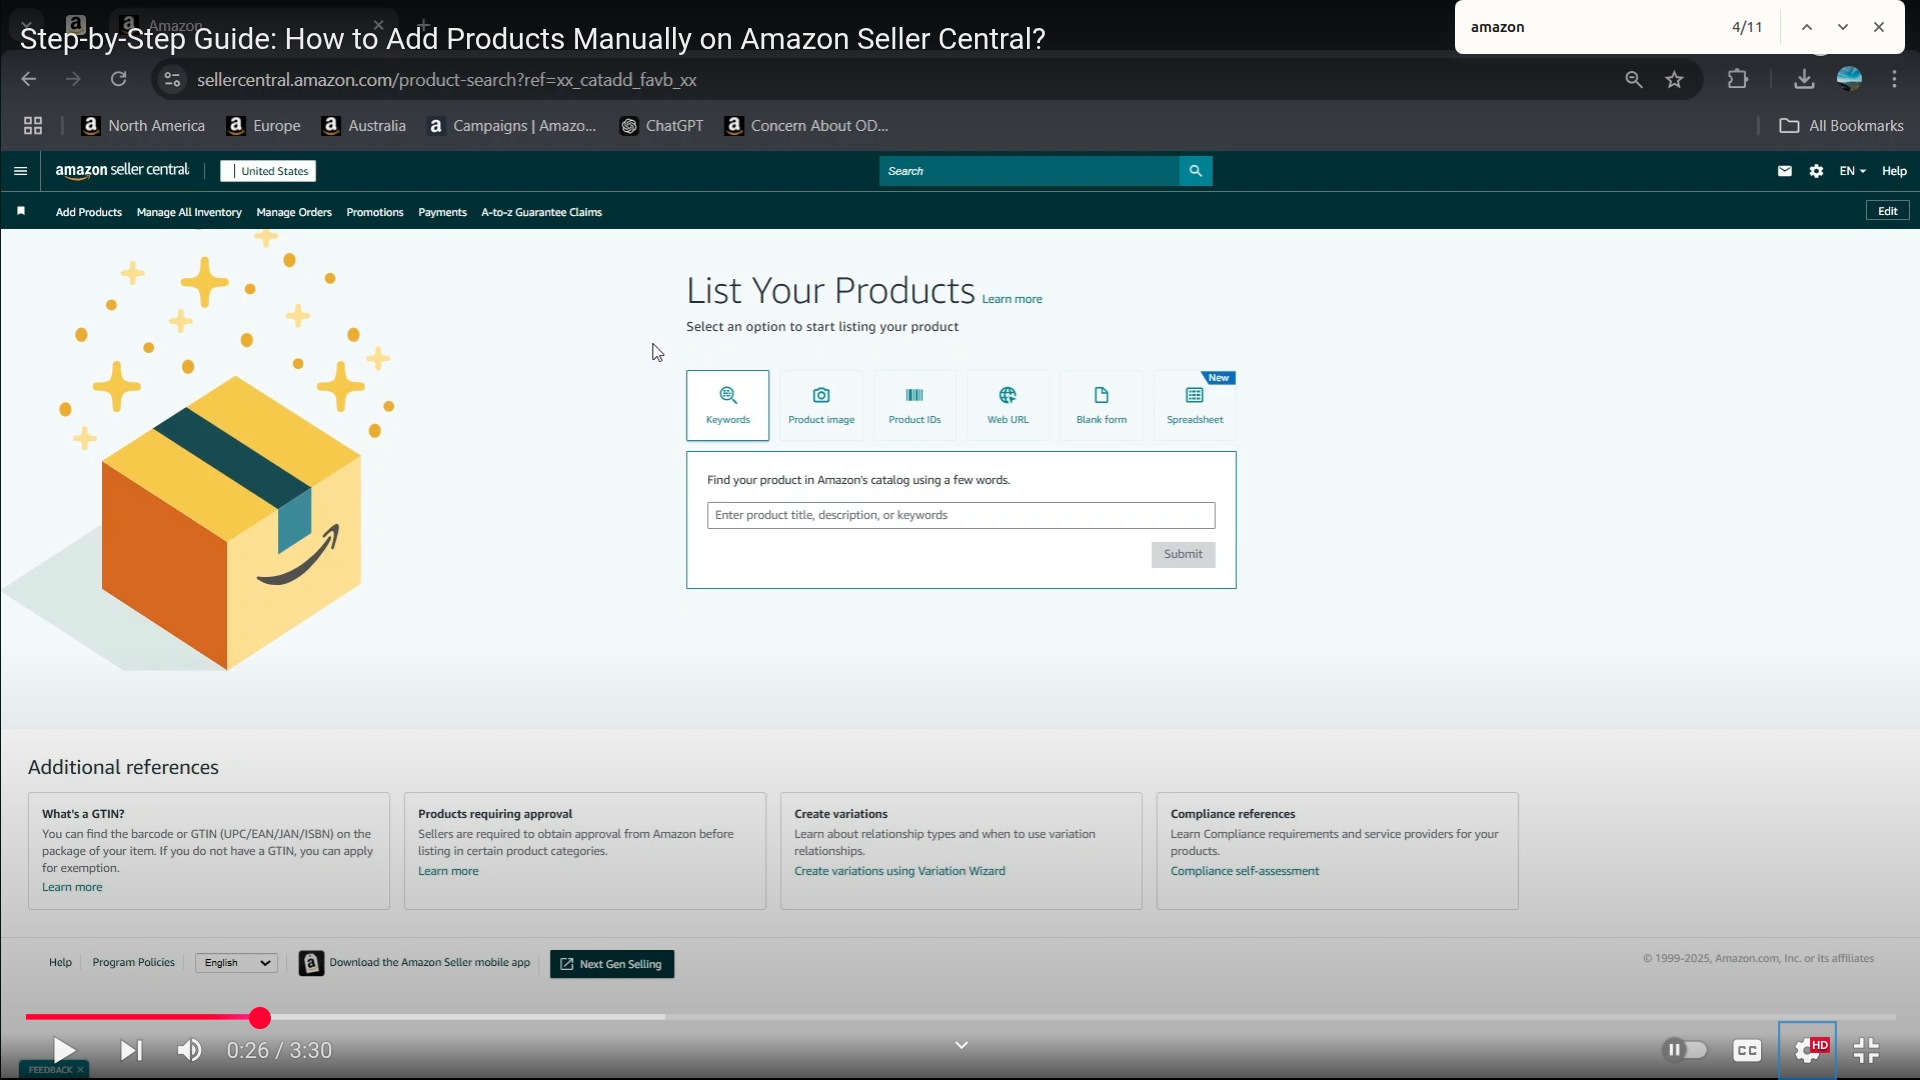 Amazon
Step-by-Step Guide: How to Add Products Manually on Amazon Seller Central?
amazon 4/11
sellercentral.amazon.com/product-search?ref=xx_catadd_favb_xx
North America Europe Australia Campaigns | Amazo... ChatGPT Concern About OD... All Bookmarks
amazon seller central United States Search EN Help
Add Products Manage All Inventory Manage Orders Promotions Payments A-to-z Guarantee Claims Edit
List Your Products Learn more
Select an option to start listing your product
New
Keywords Product image Product IDs Web URL Blank form Spreadsheet
Find your product in Amazon's catalog using a few words.
Enter product title, description, or keywords
Submit
Additional references
What's a GTIN?
You can find the barcode or GTIN (UPC/EAN/JAN/ISBN) on the
package of your item. If you do not have a GTIN, you can apply
for exemption.
Learn more
Products requiring approval
Sellers are required to obtain approval from Amazon before
listing in certain product categories.
Learn more
Create variations
Learn about relationship types and when to use variation
relationships.
Create variations using Variation Wizard
Compliance references
Learn Compliance requirements and service providers for your
products.
Compliance self-assessment
Help Program Policies English Download the Amazon Seller mobile app Next Gen Selling © 1999-2025, Amazon.com, Inc. or its affiliates
0:26 / 3:30 CC HD
FEEDBACK